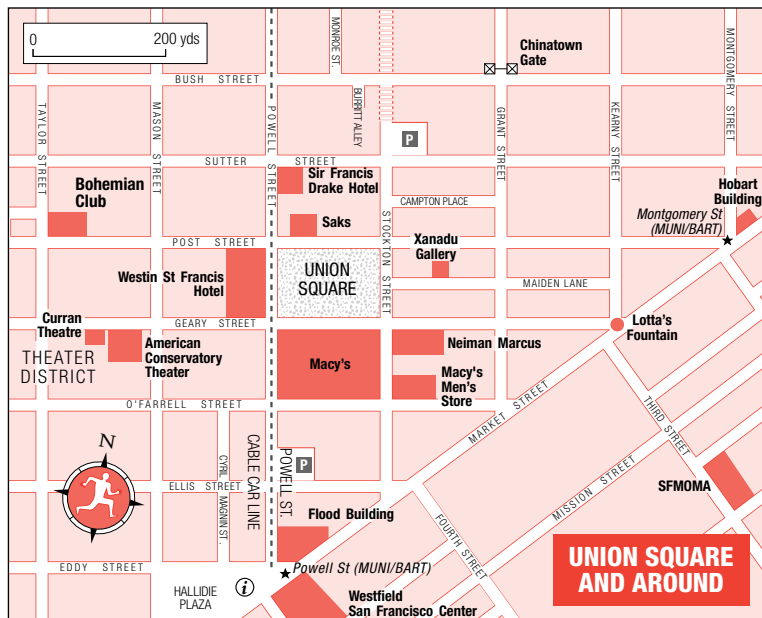 0
200 yds
MONROE ST.
Chinatown
Gate
MONTGOMERY STREET
BUSH STREET
TAYLOR STREET
MASON STREET
POWELL STREET
BURRITT ALLEY
P
GRANT STREET
KEARNY STREET
SUTTER STREET
Bohemian
Club
Sir Francis
Drake Hotel
CAMPTON PLACE
Hobart
Building
Montgomery St
(MUNI/BART)
Saks
STOCKTON STREET
POST STREET
Xanadu
Gallery
Westin St Francis
Hotel
UNION
SQUARE
MAIDEN LANE
Curran
Theatre
GEARY STREET
Lotta's
Fountain
THEATER
DISTRICT
American
Conservatory
Theater
Macy's
Neiman Marcus
Macy's
Men's
Store
O'FARRELL STREET
MARKET STREET
THIRD STREET
N
CYRIL MAGNIN ST.
CABLE CAR LINE
POWELL ST.
P
MISSION STREET
ELLIS STREET
SFMOMA
Flood Building
FOURTH STREET
EDDY STREET
Powell St (MUNI/BART)
HALLIDIE
PLAZA
i
Westfield
San Francisco Center
UNION SQUARE
AND AROUND